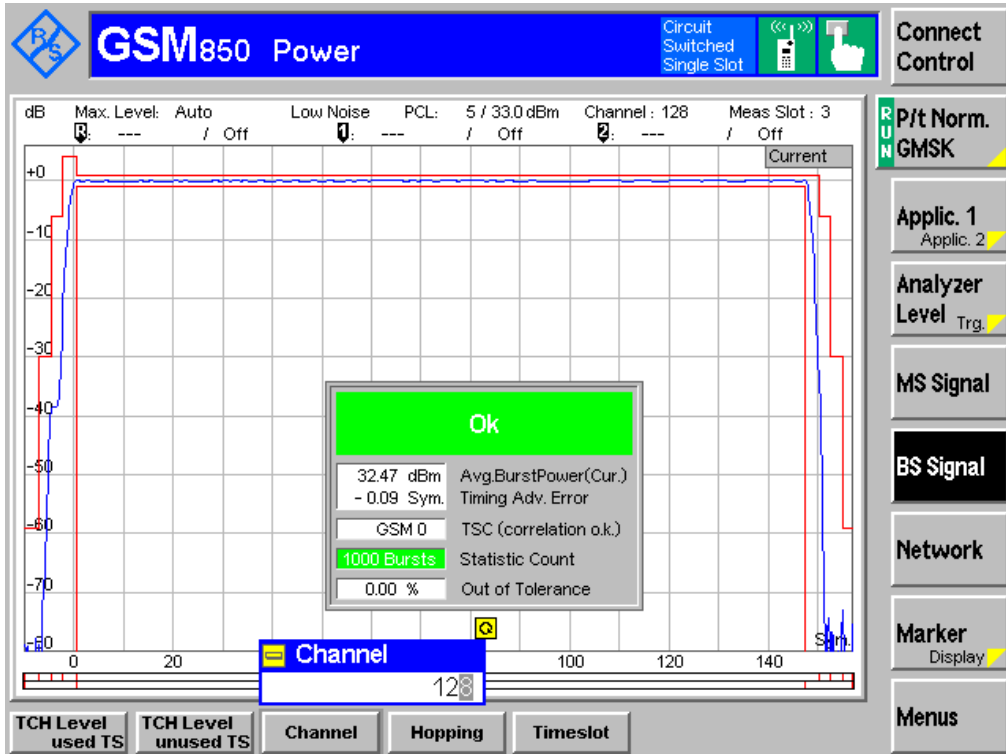 R/S
GSM850 Power
Circuit Switched Single Slot
Connect Control
dB Max. Level: Auto Low Noise PCL: 5 / 33.0 dBm Channel : 128 Meas Slot : 3
R: --- / Off 1: --- / Off 2: --- / Off
Current
RUN
P/t Norm. GMSK
+0
-10
-20
-30
-40
-50
-60
-70
-80
Applic. 1
Applic. 2
Analyzer Level Trg.
MS Signal
BS Signal
Network
Marker
Display
Menus
Ok
32.47 dBm Avg.BurstPower(Cur.)
- 0.09 Sym. Timing Adv. Error
GSM 0 TSC (correlation o.k.)
1000 Bursts Statistic Count
0.00 % Out of Tolerance
Sym.
0 20 100 120 140
Channel
128
TCH Level used TS
TCH Level unused TS
Channel
Hopping
Timeslot